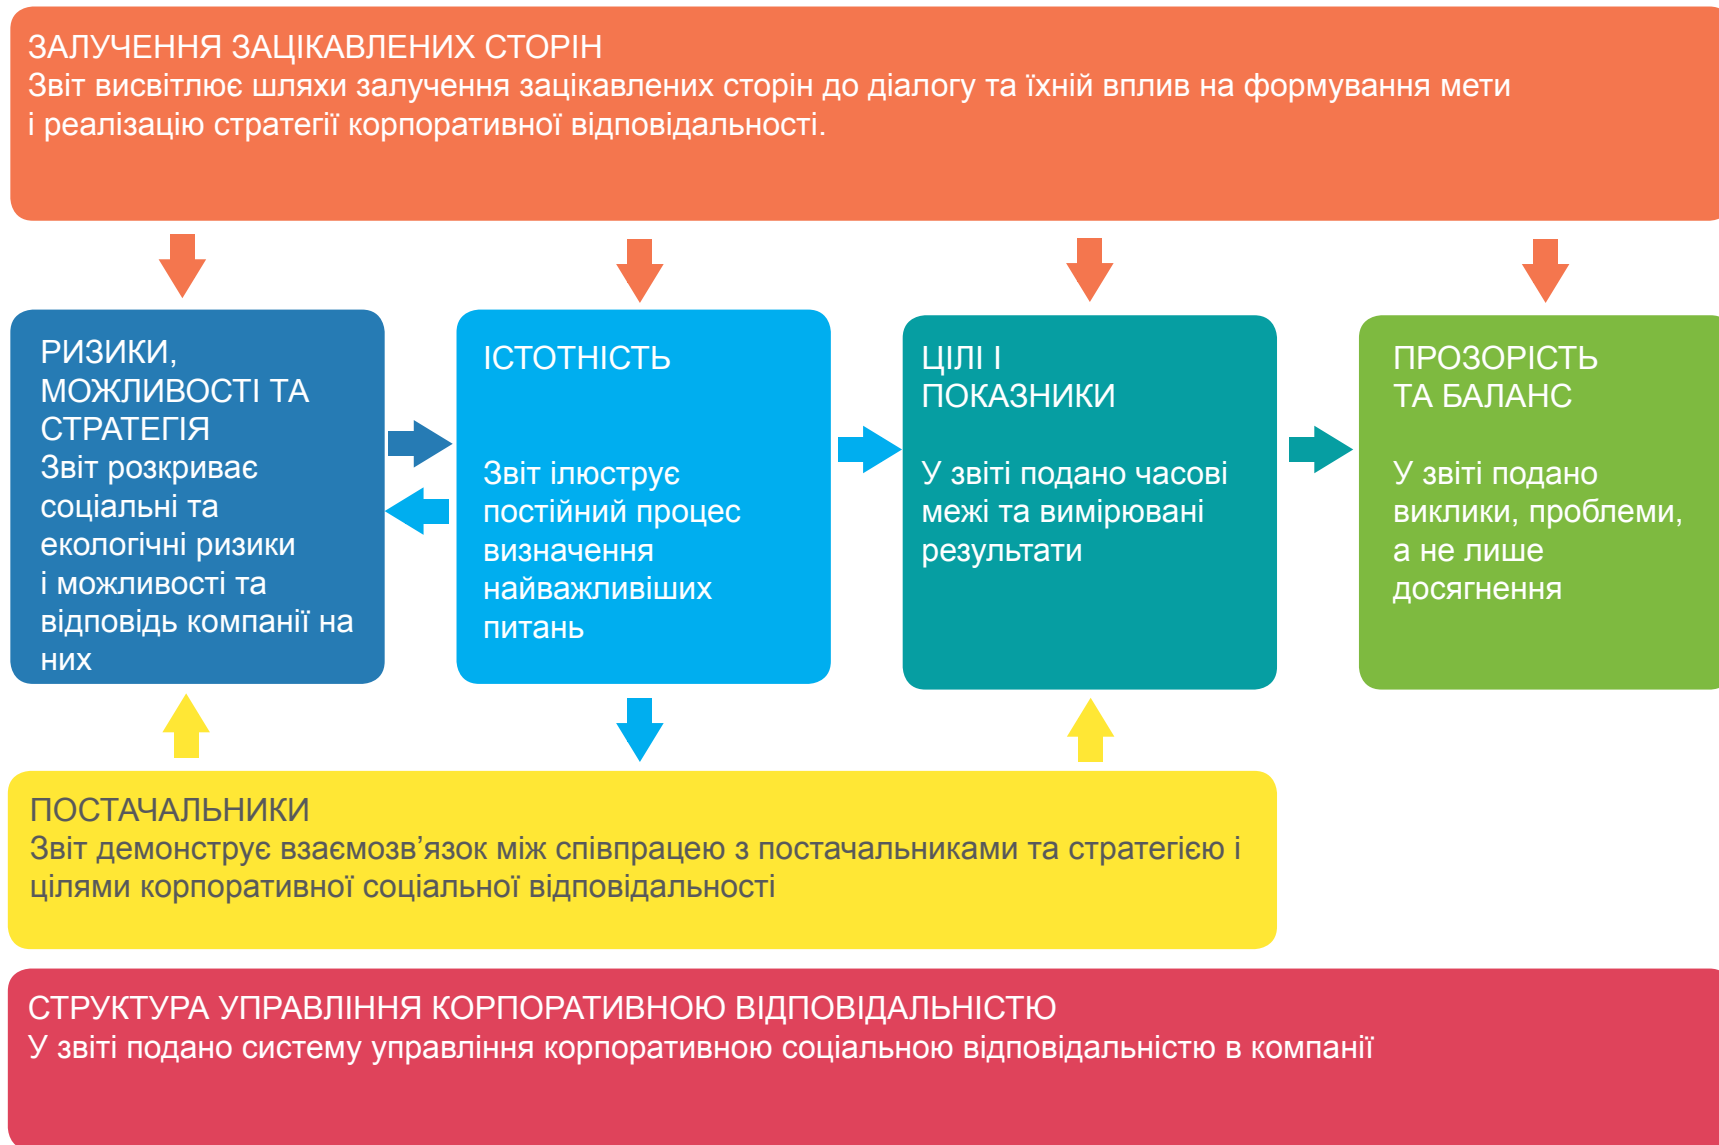 ЗАЛУЧЕННЯ ЗАЦІКАВЛЕНИХ СТОРІН
Звіт висвітлює шляхи залучення зацікавлених сторін до діалогу та їхній вплив на формування мети
і реалізацію стратегії корпоративної відповідальності.
РИЗИКИ,
МОЖЛИВОСТІ ТА
СТРАТЕГІЯ
Звіт розкриває
соціальні та
екологічні ризики
і можливості та
відповідь компанії на
них
ІСТОТНІСТЬ
Звіт ілюструє
постійний процес
визначення
найважливіших
питань
ЦІЛІ І
ПОКАЗНИКИ
У звіті подано часові
межі та вимірювані
результати
ПРОЗОРІСТЬ
ТА БАЛАНС
У звіті подано
виклики, проблеми,
а не лише
досягнення
ПОСТАЧАЛЬНИКИ
Звіт демонструє взаємозв’язок між співпрацею з постачальниками та стратегією і
цілями корпоративної соціальної відповідальності
СТРУКТУРА УПРАВЛІННЯ КОРПОРАТИВНОЮ ВІДПОВІДАЛЬНІСТЮ
У звіті подано систему управління корпоративною соціальною відповідальністю в компанії